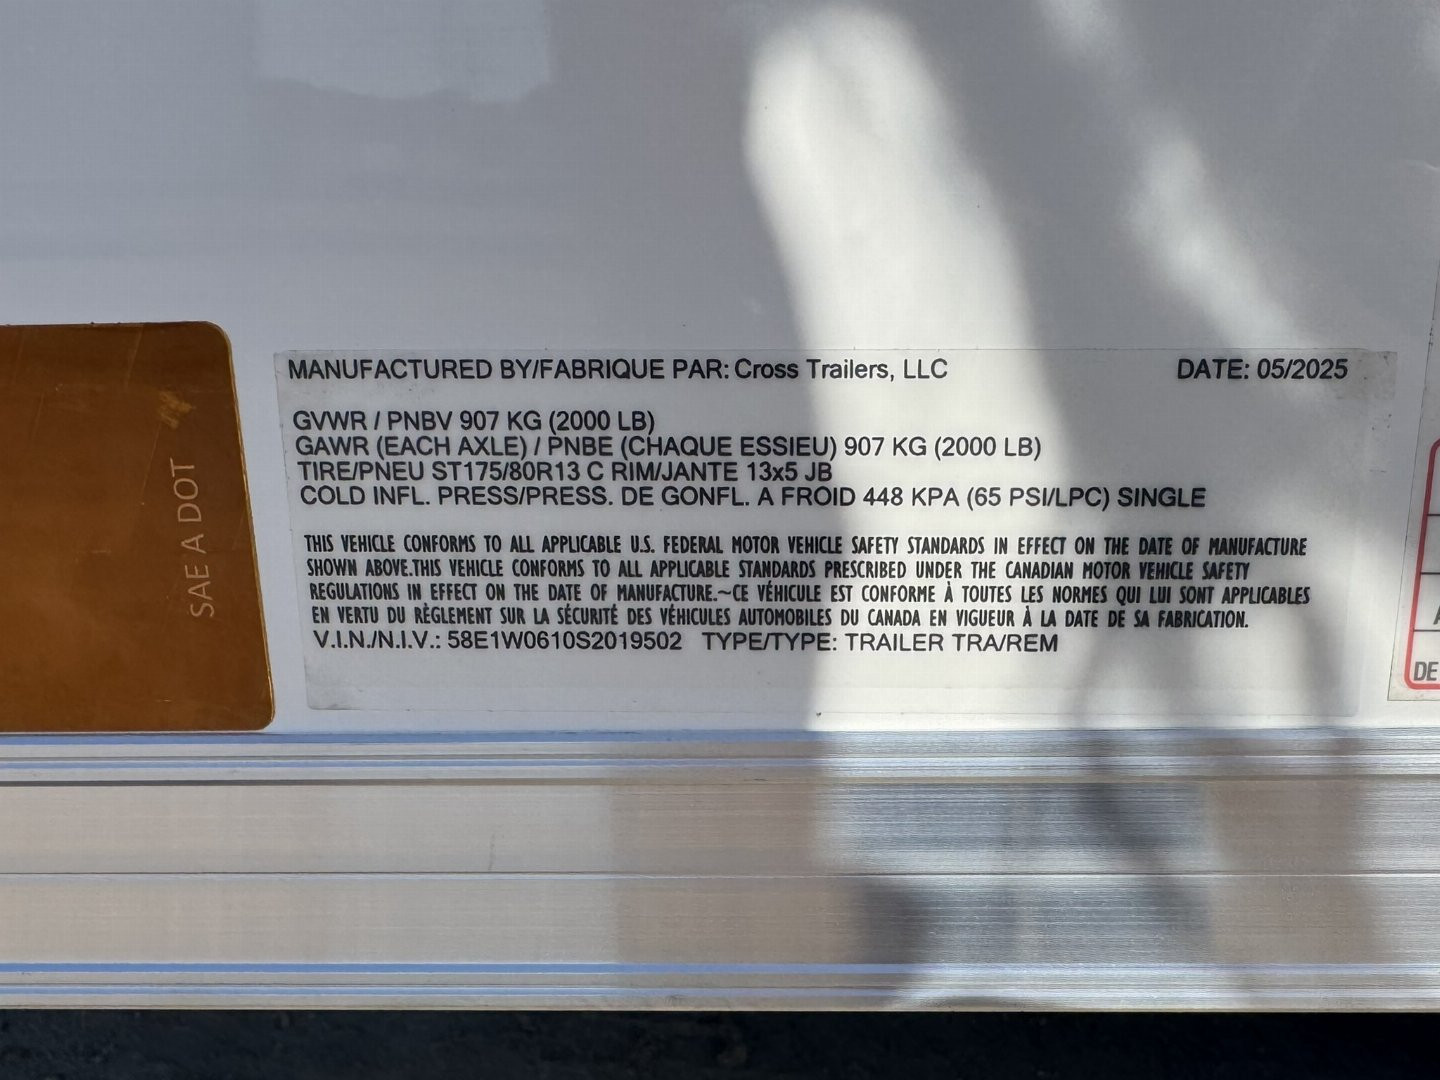 MANUFACTURED BY/FABRIQUE PAR: Cross Trailers, LLC DATE: 05/2025
GVWR / PNBV 907 KG (2000 LB)
GAWR (EACH AXLE) / PNBE (CHAQUE ESSIEU) 907 KG (2000 LB)
TIRE/PNEU ST175/80R13 C RIM/JANTE 13x5 JB
COLD INFL. PRESS/PRESS. DE GONFL. A FROID 448 KPA (65 PSI/LPC) SINGLE
THIS VEHICLE CONFORMS TO ALL APPLICABLE U.S. FEDERAL MOTOR VEHICLE SAFETY STANDARDS IN EFFECT ON THE DATE OF MANUFACTURE
SHOWN ABOVE.THIS VEHICLE CONFORMS TO ALL APPLICABLE STANDARDS PRESCRIBED UNDER THE CANADIAN MOTOR VEHICLE SAFETY
REGULATIONS IN EFFECT ON THE DATE OF MANUFACTURE.~CE VÉHICULE EST CONFORME À TOUTES LES NORMES QUI LUI SONT APPLICABLES
EN VERTU DU RÈGLEMENT SUR LA SÉCURITÉ DES VÉHICULES AUTOMOBILES DU CANADA EN VIGUEUR À LA DATE DE SA FABRICATION.
V.I.N./N.I.V.: 58E1W0610S2019502 TYPE/TYPE: TRAILER TRA/REM
SAE A DOT
DE